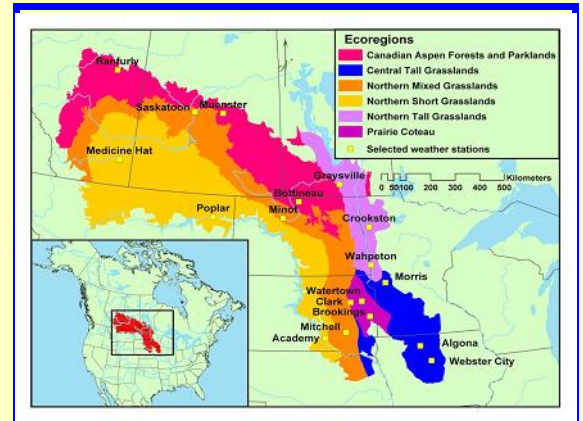 Ecoregions
Canadian Aspen Forests and Parklands
Central Tall Grasslands
Northern Mixed Grasslands
Northern Short Grasslands
Northern Tall Grasslands
Prairie Coteau
Selected weather stations
Ranfurly
Saskatoon
Muenster
Medicine Hat
Graysville
Kilometers
0 50 100 200 300 400 500
Bottineau
Poplar
Minot
Crookston
Wahpeton
Morris
Watertown
Clark
Brookings
Mitchell
Academy
Algona
Webster City